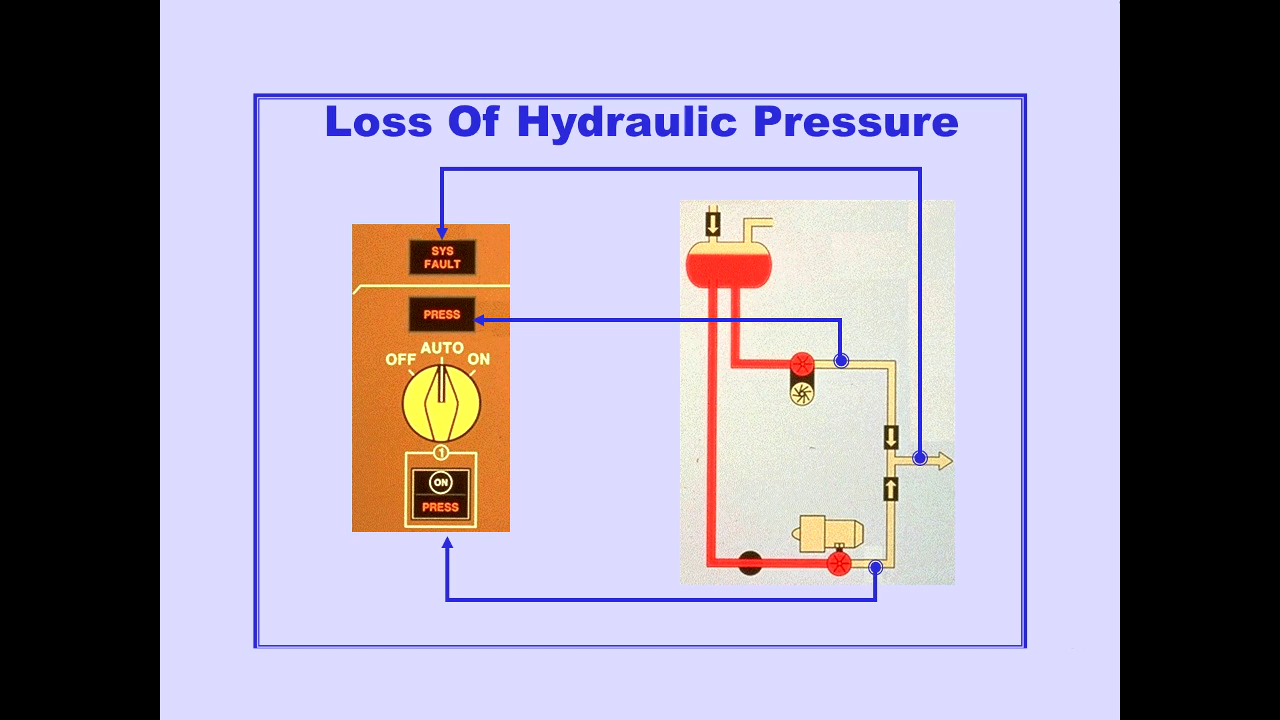 Loss Of Hydraulic Pressure
SYS
FAULT
PRESS
AUTO
OFF ON
1
ON
PRESS